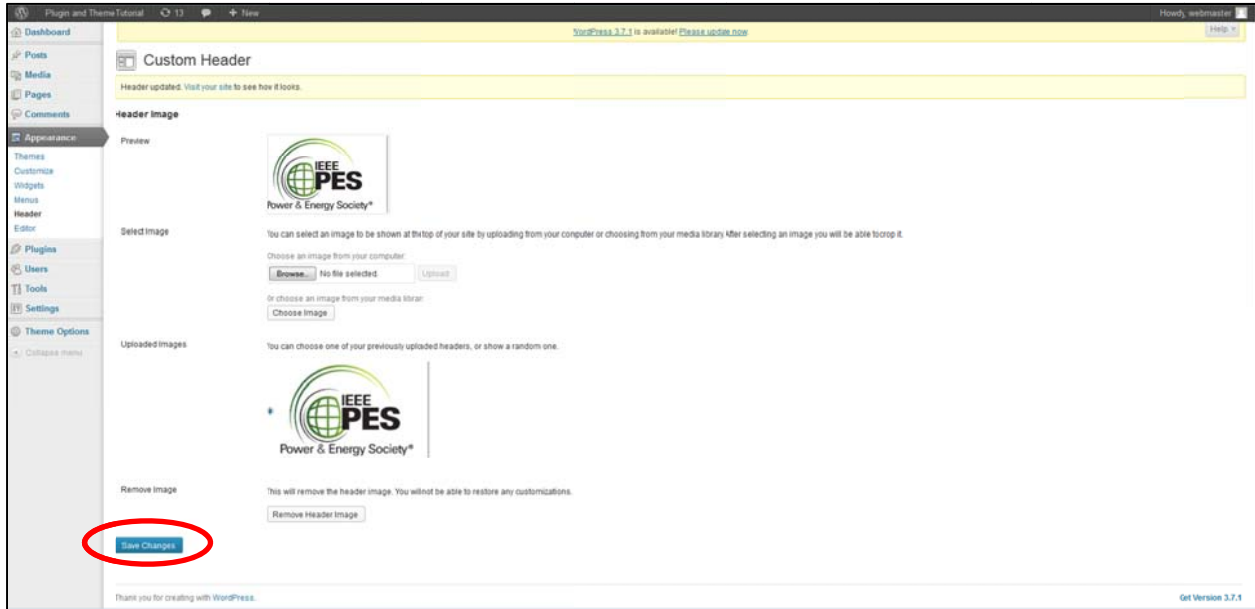 Plugin and Theme Tutorial 13 + New Howdy, webmaster
WordPress 3.7.1 is available! Please update now. Help
Dashboard
Posts
Media
Pages
Comments
Appearance
Themes
Customize
Widgets
Menus
Header
Editor
Plugins
Users
Tools
Settings
Theme Options
Collapse menu
Custom Header
Header updated. Visit your site to see how it looks.
Header Image
Preview
IEEE
PES
Power & Energy Society®
Select Image
You can select an image to be shown at the top of your site by uploading from your computer or choosing from your media library. After selecting an image you will be able to crop it.
Choose an image from your computer:
Browse... No file selected. Upload
Or choose an image from your media library:
Choose Image
Uploaded Images
You can choose one of your previously uploaded headers, or show a random one.
IEEE
PES
Power & Energy Society®
Remove Image
This will remove the header image. You will not be able to restore any customizations.
Remove Header Image
Save Changes
Thank you for creating with WordPress. Get Version 3.7.1